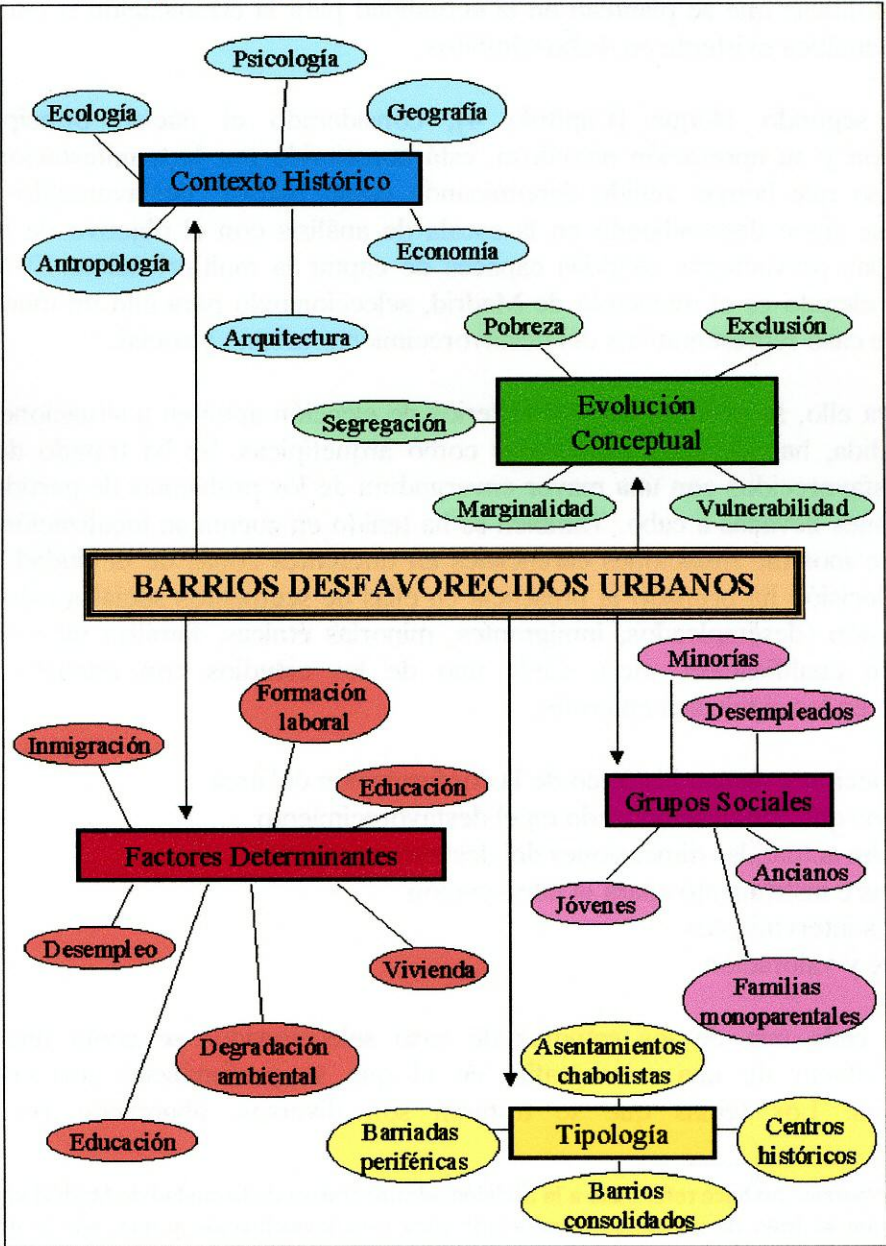 Psicología
Ecología
Geografía
Contexto Histórico
Antropología
Economía
Arquitectura
Pobreza
Exclusión
Segregación
Evolución
Conceptual
Marginalidad
Vulnerabilidad
BARRIOS DESFAVORECIDOS URBANOS
Minorías
Formación
laboral
Desempleados
Inmigración
Educación
Grupos Sociales
Factores Determinantes
Ancianos
Jóvenes
Desempleo
Vivienda
Familias
monoparentales
Degradación
ambiental
Asentamientos
chabolistas
Educación
Barriadas
periféricas
Tipología
Centros
históricos
Barrios
consolidados